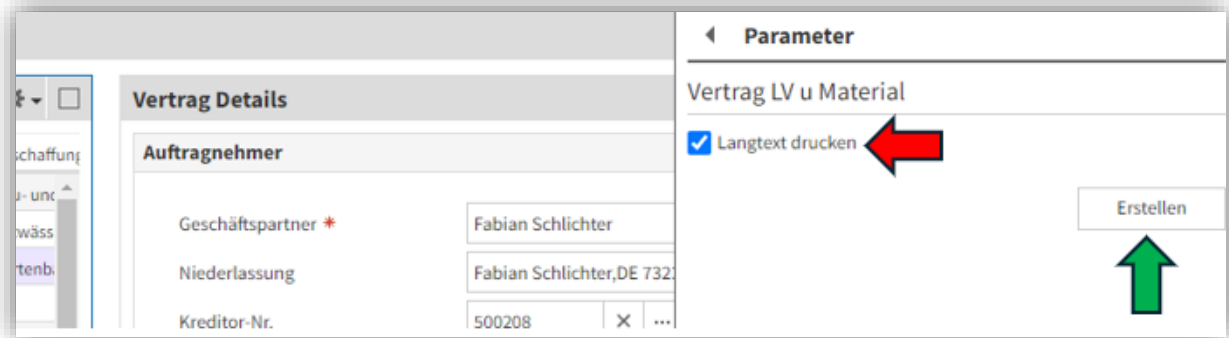 Parameter
Vertrag LV u Material
Langtext drucken
Erstellen
Vertrag Details
Auftragnehmer
Geschäftspartner *
Fabian Schlichter
Niederlassung
Fabian Schlichter,DE
Kreditor-Nr.
500208